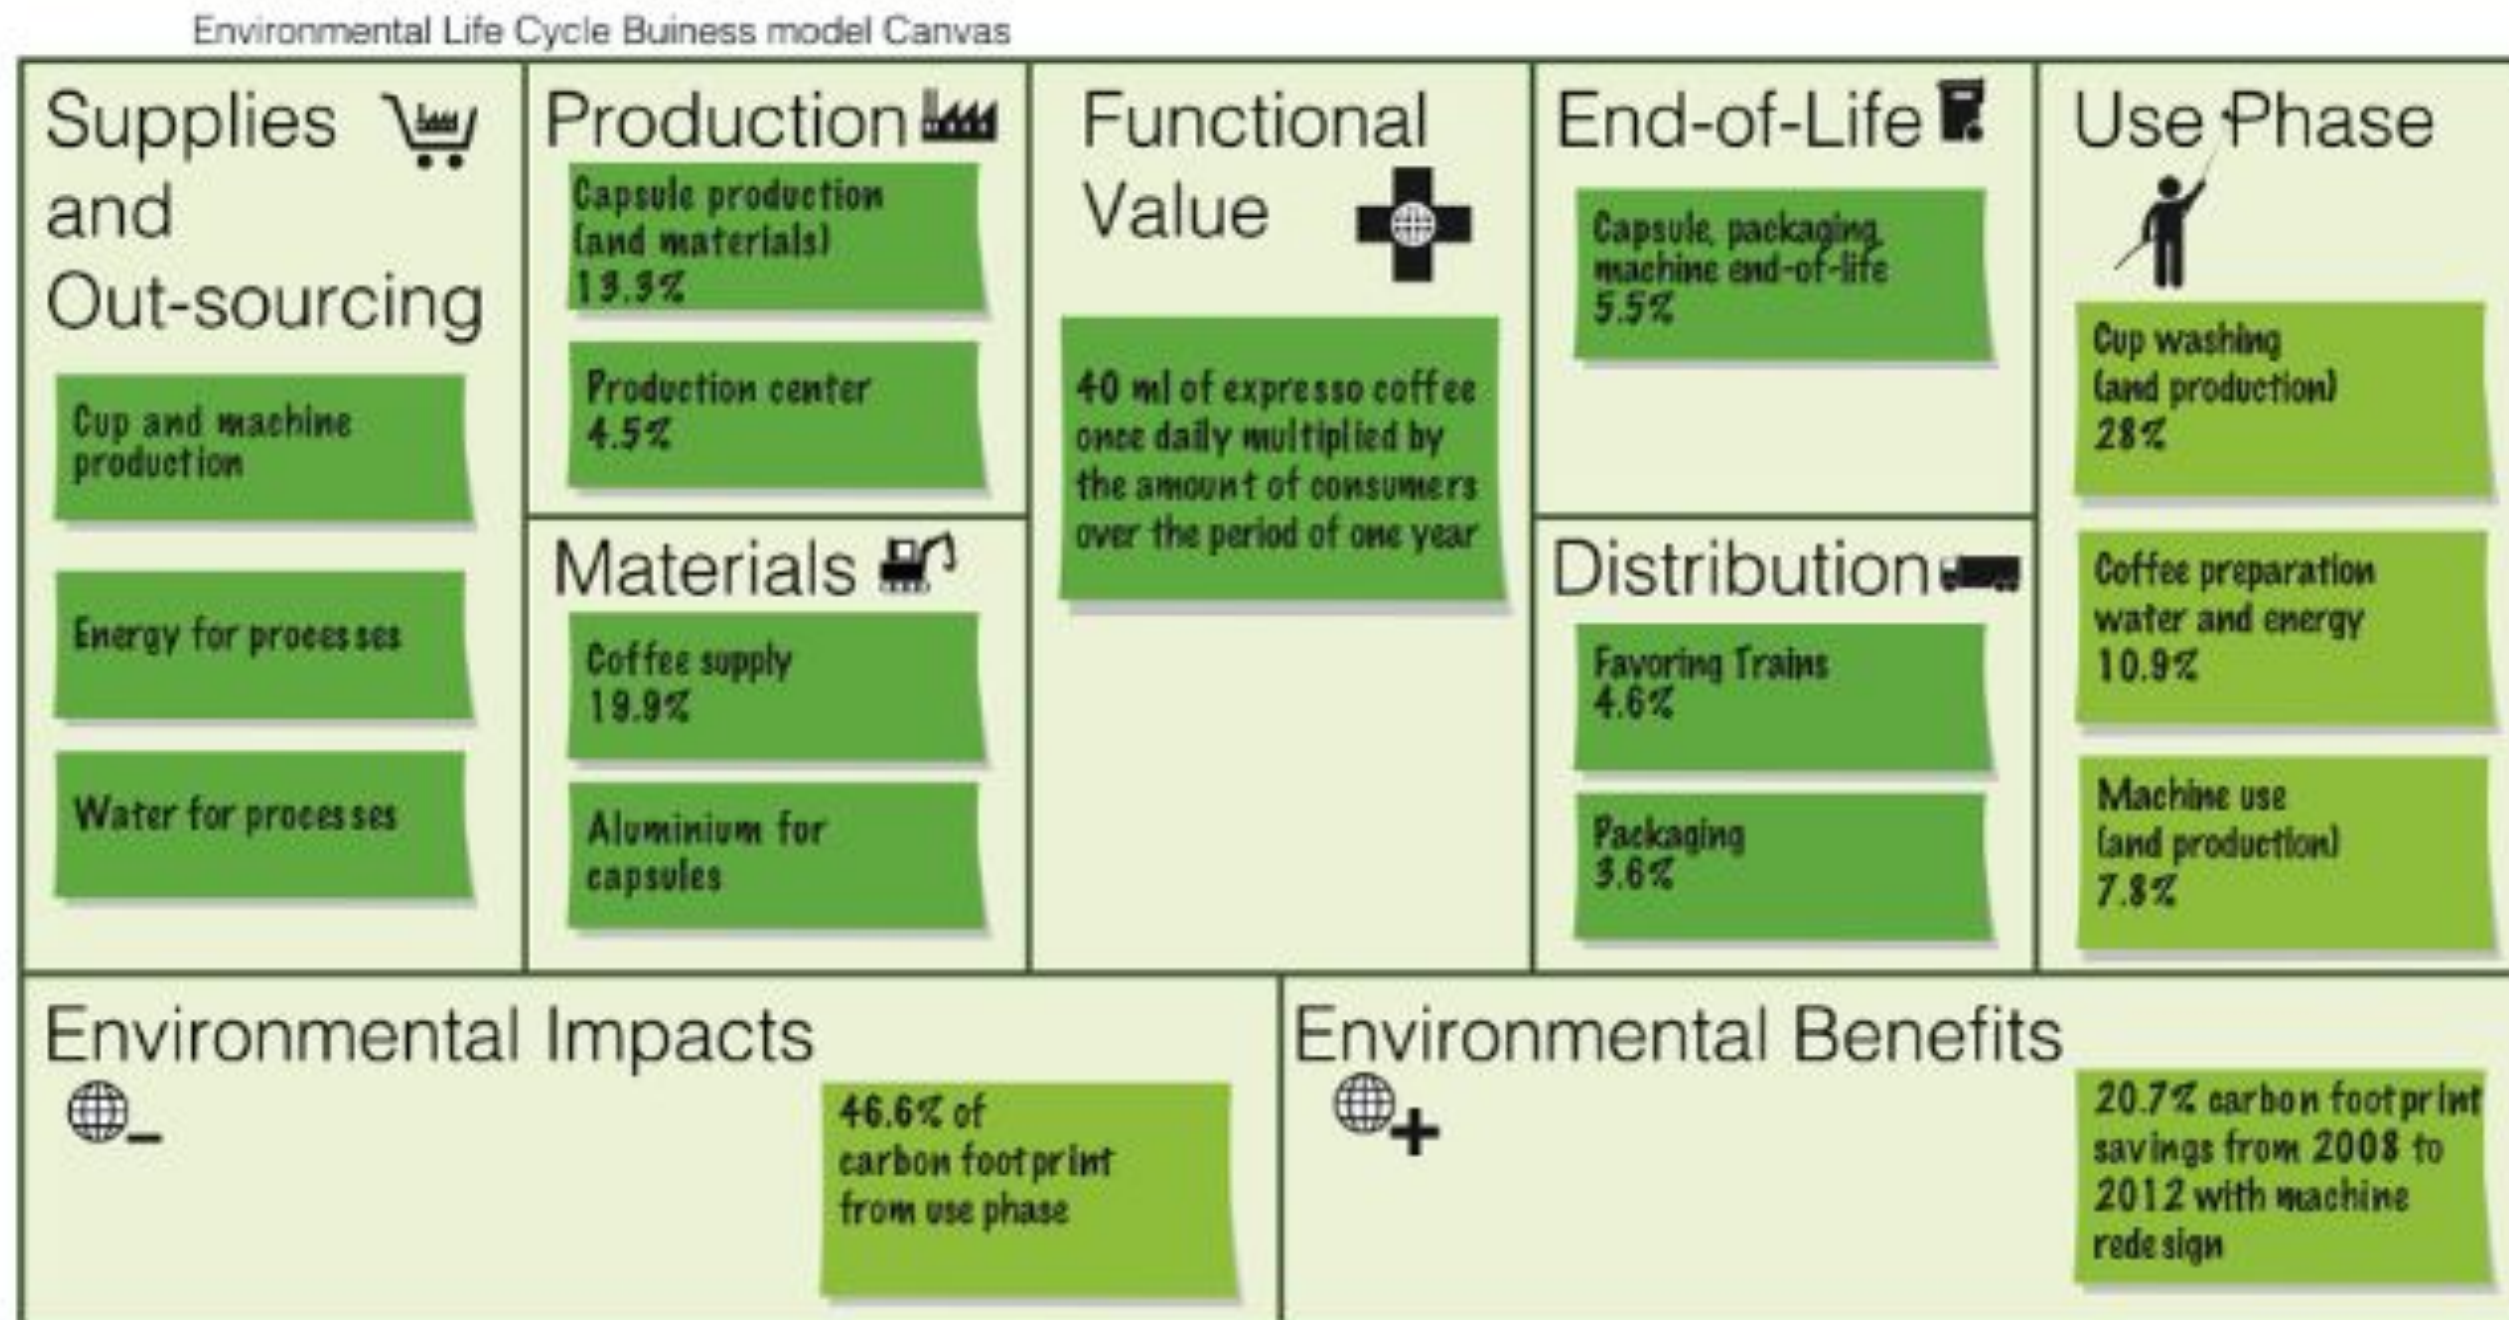 Environmental Life Cycle Buiness model Canvas
Supplies
and
Out-sourcing
Cup and machine
production
Energy for processes
Water for processes
Production
Capsule production
(and materials)
13.3%
Production center
4.5%
Materials
Coffee supply
19.9%
Aluminium for
capsules
Functional
Value
40 ml of expresso coffee
once daily multiplied by
the amount of consumers
over the period of one year
End-of-Life
Capsule, packaging,
machine end-of-life
5.5%
Distribution
Favoring Trains
4.6%
Packaging
3.6%
Use Phase
Cup washing
(and production)
28%
Coffee preparation
water and energy
10.9%
Machine use
(and production)
7.8%
Environmental Impacts
46.6% of
carbon footprint
from use phase
Environmental Benefits
20.7% carbon footprint
savings from 2008 to
2012 with machine
redesign